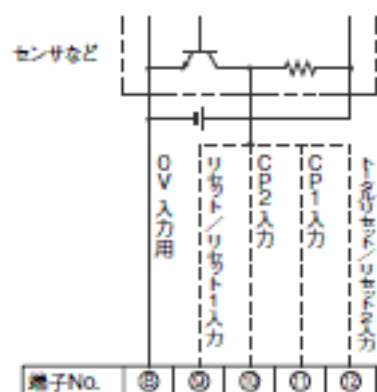 センサなど
0V入力用
リセット/リセット1入力
CP2入力
CP1入力
トータルリセット/リセット2入力
端子No. ⑧ ⑨ ⑩ ⑪ ⑫